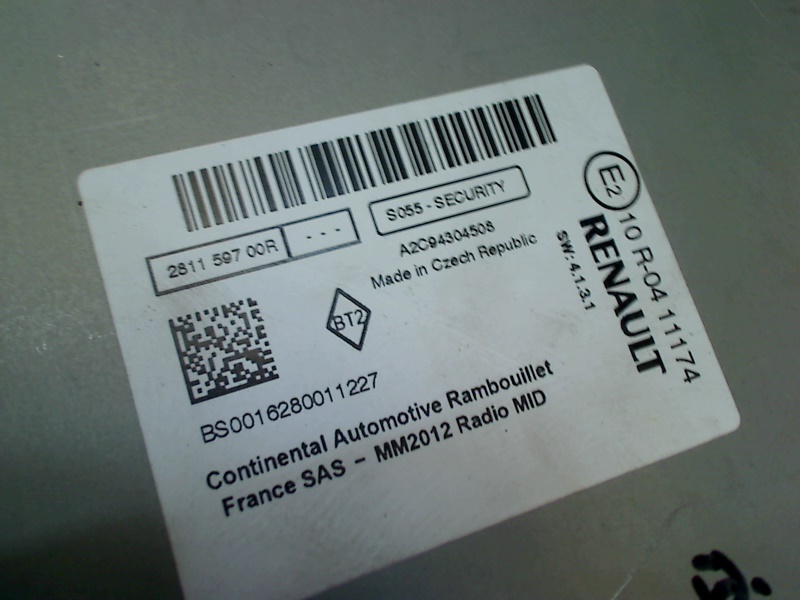 2811 597 00R
- - -
S055 - SECURITY
A2C94304508
Made in Czech Republic
BT2
BS0016280011227
Continental Automotive Rambouillet
France SAS - MM2012 Radio MID
E2
10 R-04 11174
RENAULT
SW: 4.1.3.1